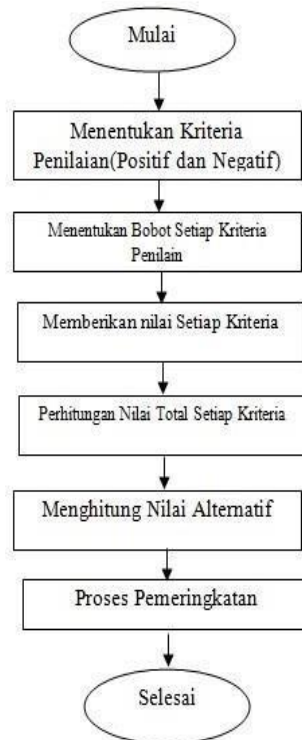 Mulai
Menentukan Kriteria
Penilaian(Positif dan Negatif)
Menentukan Bobot Setiap Kriteria
Penilain
Memberikan nilai Setiap Kriteria
Perhitungan Nilai Total Setiap Kriteria
Menghitung Nilai Alternatif
Proses Pemeringkatan
Selesai